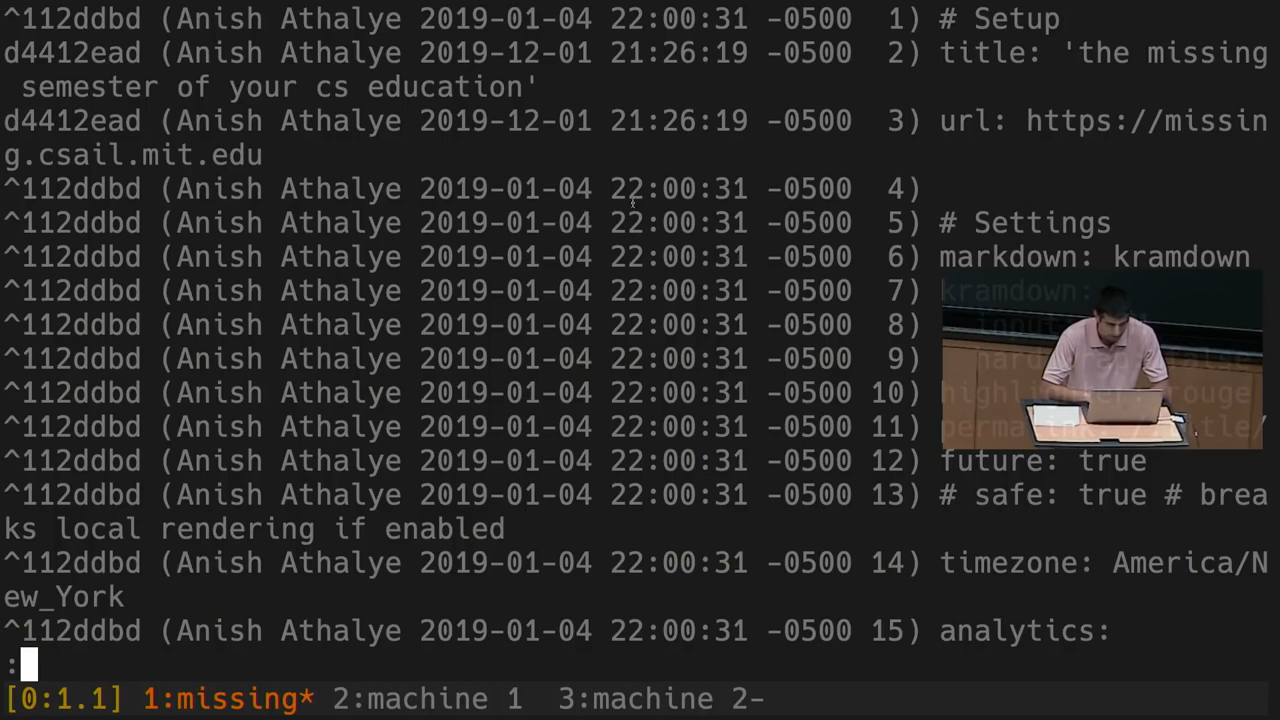 ^112ddbd (Anish Athalye 2019-01-04 22:00:31 -0500  1) # Setup
d4412ead (Anish Athalye 2019-12-01 21:26:19 -0500  2) title: 'the missing
 semester of your cs education'
d4412ead (Anish Athalye 2019-12-01 21:26:19 -0500  3) url: https://missin
g.csail.mit.edu
^112ddbd (Anish Athalye 2019-01-04 22:00:31 -0500  4)
^112ddbd (Anish Athalye 2019-01-04 22:00:31 -0500  5) # Settings
^112ddbd (Anish Athalye 2019-01-04 22:00:31 -0500  6) markdown: kramdown
^112ddbd (Anish Athalye 2019-01-04 22:00:31 -0500  7) kramdown:
^112ddbd (Anish Athalye 2019-01-04 22:00:31 -0500  8)
^112ddbd (Anish Athalye 2019-01-04 22:00:31 -0500  9)
^112ddbd (Anish Athalye 2019-01-04 22:00:31 -0500 10) rouge
^112ddbd (Anish Athalye 2019-01-04 22:00:31 -0500 11)
^112ddbd (Anish Athalye 2019-01-04 22:00:31 -0500 12) future: true
^112ddbd (Anish Athalye 2019-01-04 22:00:31 -0500 13) # safe: true # brea
ks local rendering if enabled
^112ddbd (Anish Athalye 2019-01-04 22:00:31 -0500 14) timezone: America/N
ew_York
^112ddbd (Anish Athalye 2019-01-04 22:00:31 -0500 15) analytics:
:
[0:1.1] 1:missing* 2:machine 1  3:machine 2-